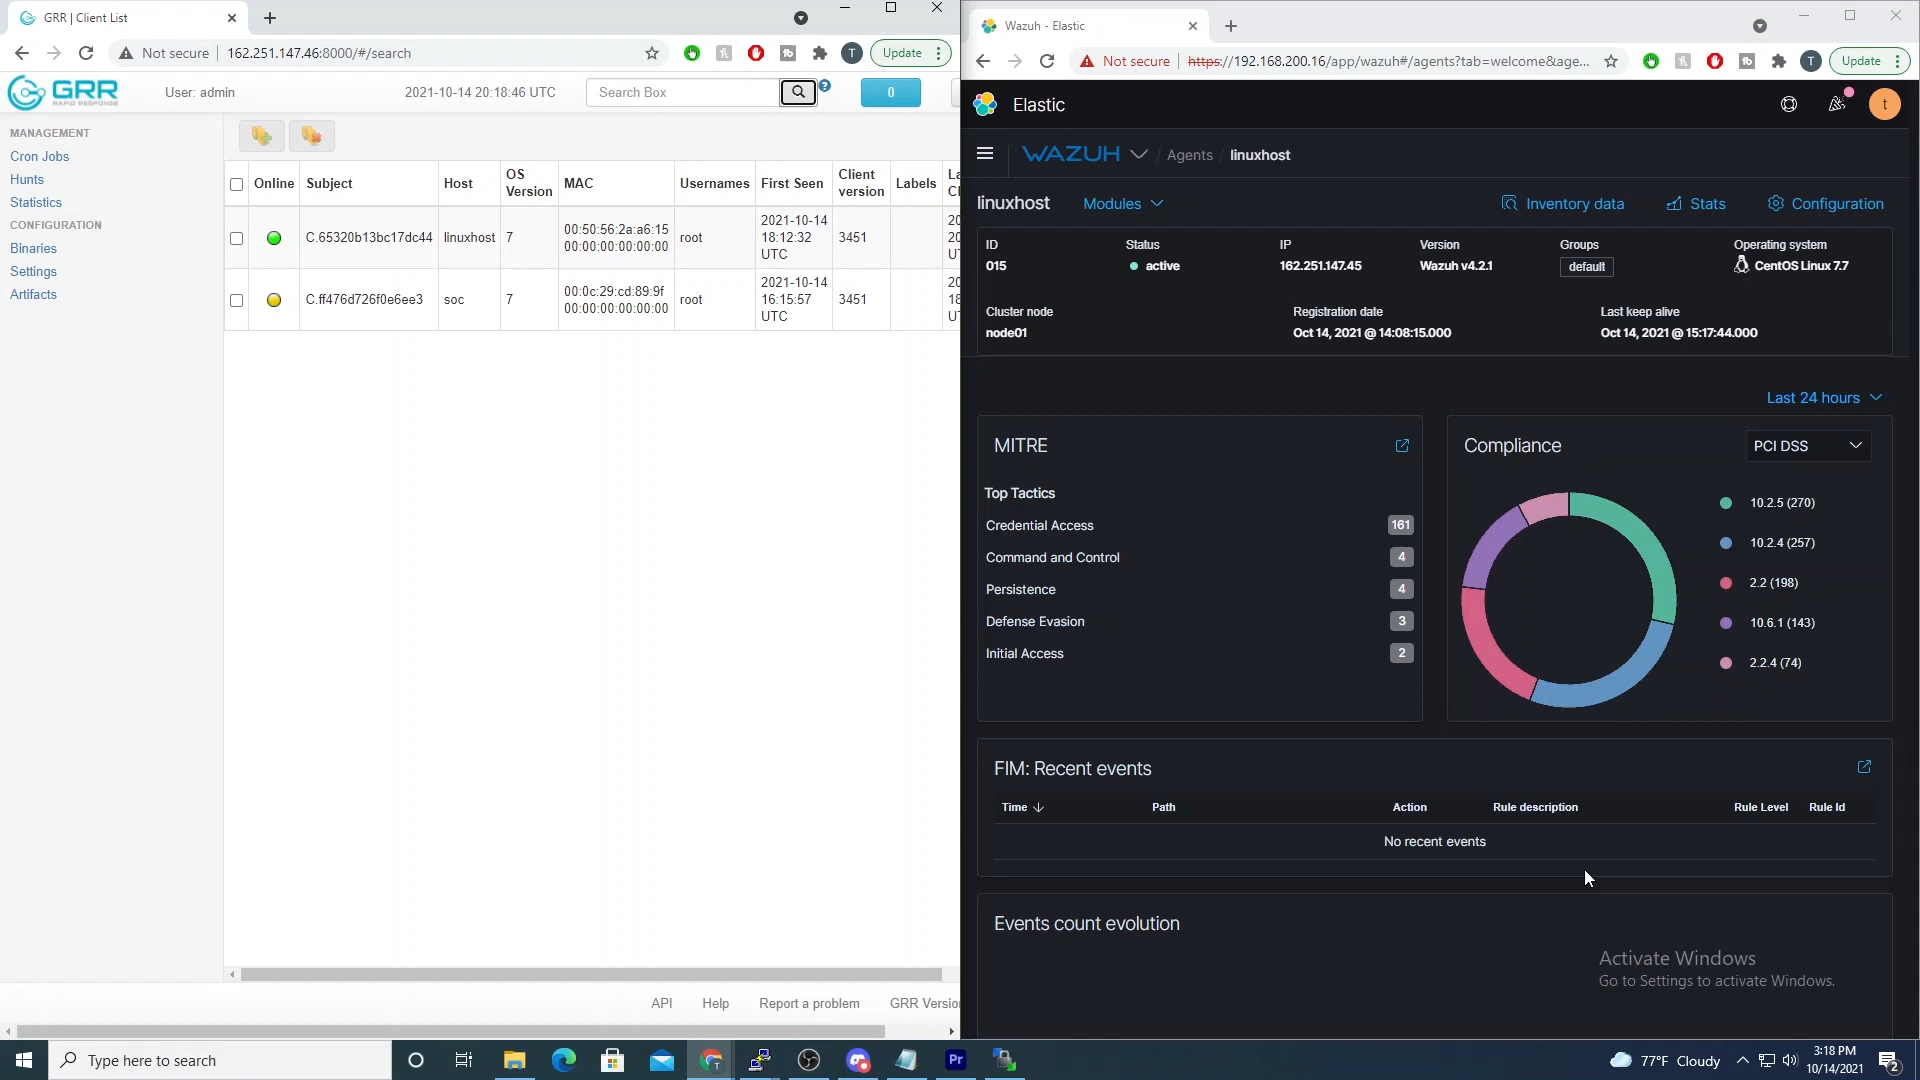 GRR | Client List
Not secure
162.251.147.46:8000/#/search
T
Update
GRR
RAPID RESPONSE
User: admin
2021-10-14 20:18:46 UTC
Search Box
?
0
MANAGEMENT
Cron Jobs
Hunts
Statistics
CONFIGURATION
Binaries
Settings
Artifacts
Online
Subject
Host
OS
Version
MAC
Usernames
First Seen
Client
version
Labels
La
Cl
C.65320b13bc17dc44
linuxhost
7
00:50:56:2a:a6:15
00:00:00:00:00:00
root
2021-10-14
18:12:32
UTC
3451
20
20
U
C.ff476d726f0e6ee3
soc
7
00:0c:29:cd:89:9f
00:00:00:00:00:00
root
2021-10-14
16:15:57
UTC
3451
20
18
U
API
Help
Report a problem
GRR Versio
Wazuh - Elastic
Not secure
https://192.168.200.16/app/wazuh#/agents?tab=welcome&age...
T
Update
Elastic
t
WAZUH
/ Agents
/ linuxhost
linuxhost
Modules
Inventory data
Stats
Configuration
ID
015
Status
active
IP
162.251.147.45
Version
Wazuh v4.2.1
Groups
default
Operating system
CentOS Linux 7.7
Cluster node
node01
Registration date
Oct 14, 2021 @ 14:08:15.000
Last keep alive
Oct 14, 2021 @ 15:17:44.000
Last 24 hours
MITRE
Top Tactics
Credential Access
161
Command and Control
4
Persistence
4
Defense Evasion
3
Initial Access
2
Compliance
PCI DSS
10.2.5 (270)
10.2.4 (257)
2.2 (198)
10.6.1 (143)
2.2.4 (74)
FIM: Recent events
Time
Path
Action
Rule description
Rule Level
Rule Id
No recent events
Events count evolution
Activate Windows
Go to Settings to activate Windows.
Type here to search
Pr
77°F Cloudy
3:18 PM
10/14/2021
2